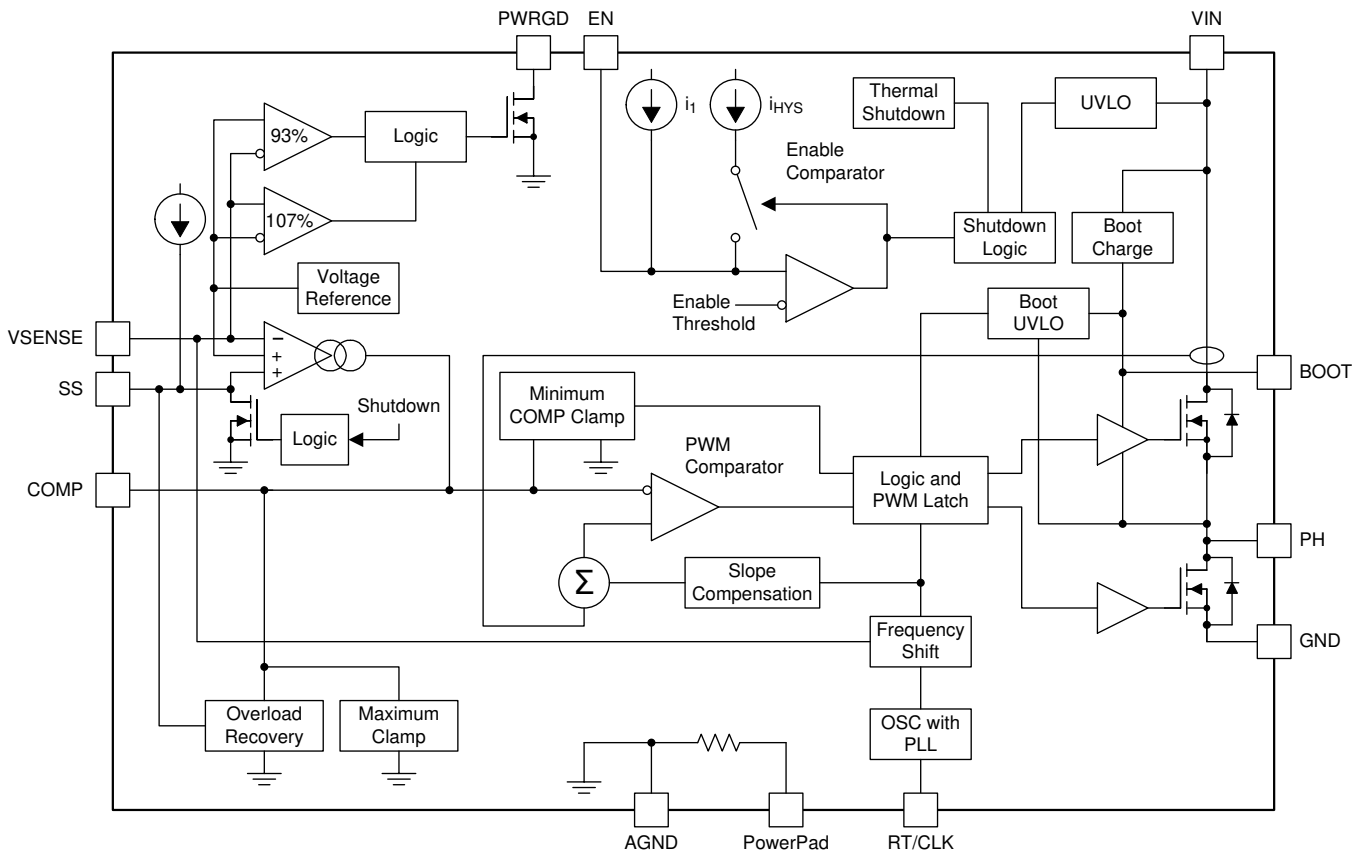 PWRGD
EN
VIN
93%
Logic
i1
iHYS
Thermal
Shutdown
UVLO
Enable
Comparator
107%
Shutdown
Logic
Boot
Charge
Voltage
Reference
Enable
Threshold
Boot
UVLO
VSENSE
−
+
+
SS
BOOT
Shutdown
Logic
Minimum
COMP Clamp
PWM
Comparator
COMP
Logic and
PWM Latch
PH
Σ
Slope
Compensation
Frequency
Shift
GND
Overload
Recovery
Maximum
Clamp
OSC with
PLL
AGND
PowerPad
RT/CLK